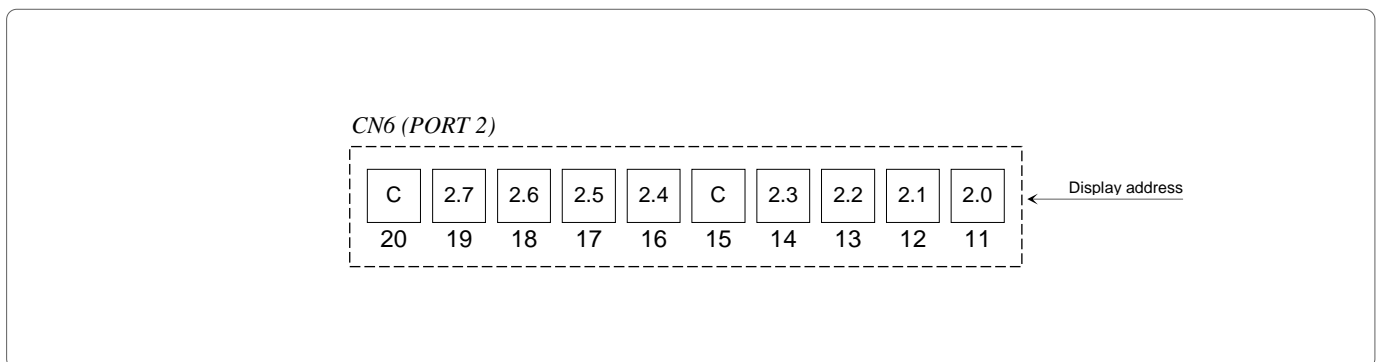 CN6 (PORT 2)
C 2.7 2.6 2.5 2.4 C 2.3 2.2 2.1 2.0
Display address
20 19 18 17 16 15 14 13 12 11